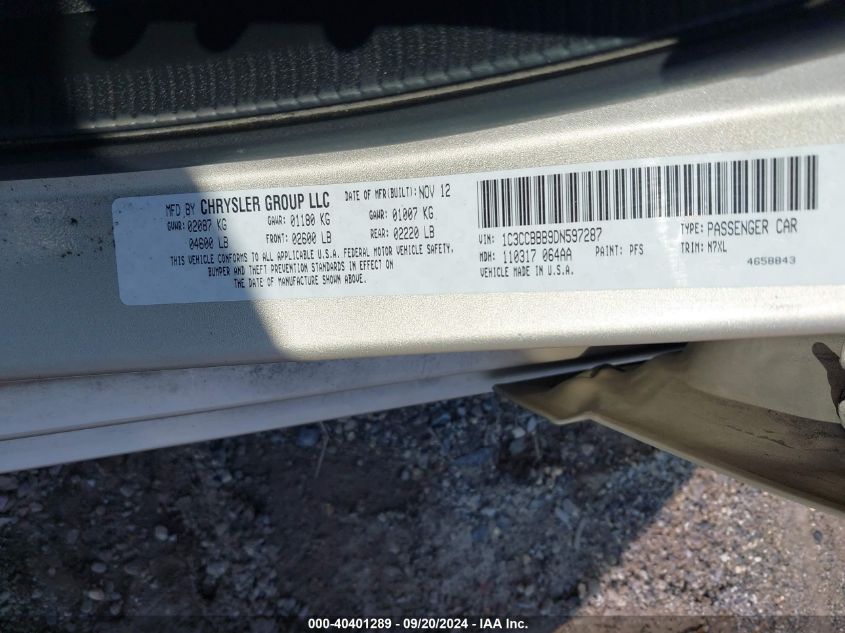 MFD BY CHRYSLER GROUP LLC DATE OF MFR(BUILT): NOV 12
GVWR: 02087 KG GAWR: 01180 KG GAWR: 01007 KG
04600 LB FRONT: 02600 LB REAR: 02220 LB
THIS VEHICLE CONFORMS TO ALL APPLICABLE U.S.A. FEDERAL MOTOR VEHICLE SAFETY,
BUMPER AND THEFT PREVENTION STANDARDS IN EFFECT ON
THE DATE OF MANUFACTURE SHOWN ABOVE.
VIN: 1C3CCBBB9DN597287 TYPE: PASSENGER CAR
MDH: 110317 064AA PAINT: PFS TRIM: N7XL
VEHICLE MADE IN U.S.A. 4658843
000-40401289 - 09/20/2024 - IAA Inc.